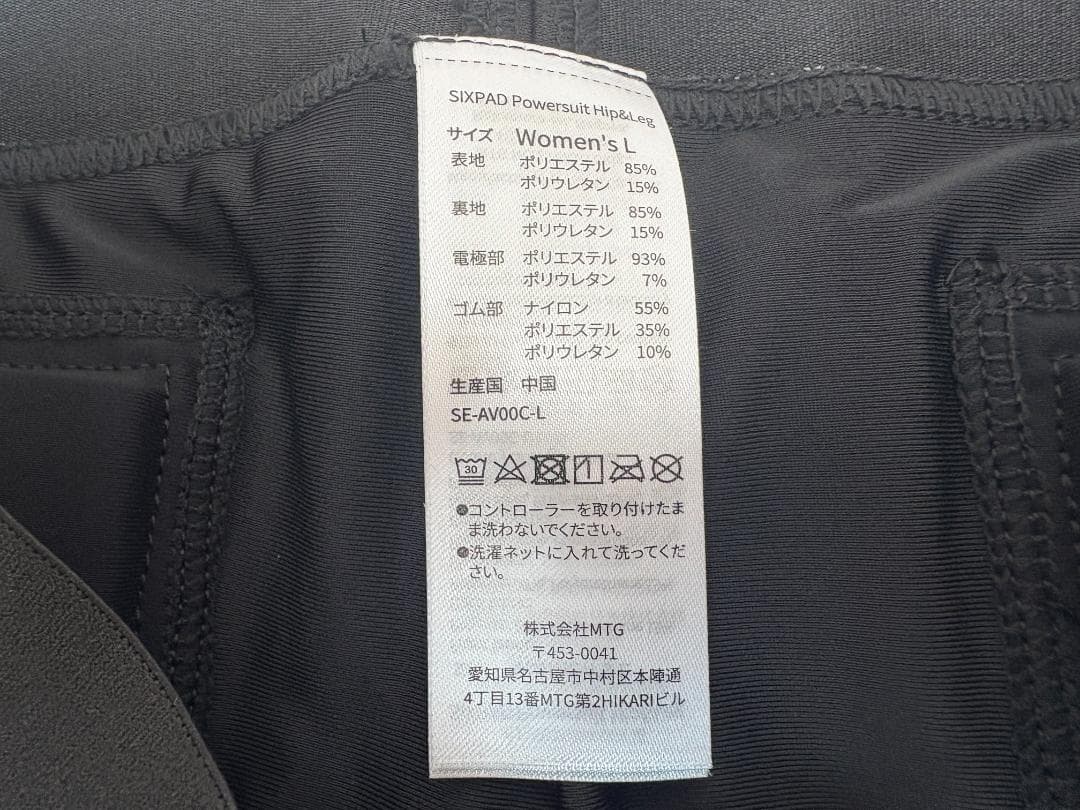 SIXPAD Powersuit Hip&Leg
サイズ Women's L
表地 ポリエステル 85%
ポリウレタン 15%
裏地 ポリエステル 85%
ポリウレタン 15%
電極部 ポリエステル 93%
ポリウレタン 7%
ゴム部 ナイロン 55%
ポリエステル 35%
ポリウレタン 10%
生産国 中国
SE-AV00C-L
30
●コントローラーを取り付けたま
ま洗わないでください。
●洗濯ネットに入れて洗ってくだ
さい。
株式会社MTG
〒453-0041
愛知県名古屋市中村区本陣通
4丁目13番MTG第2HIKARIビル